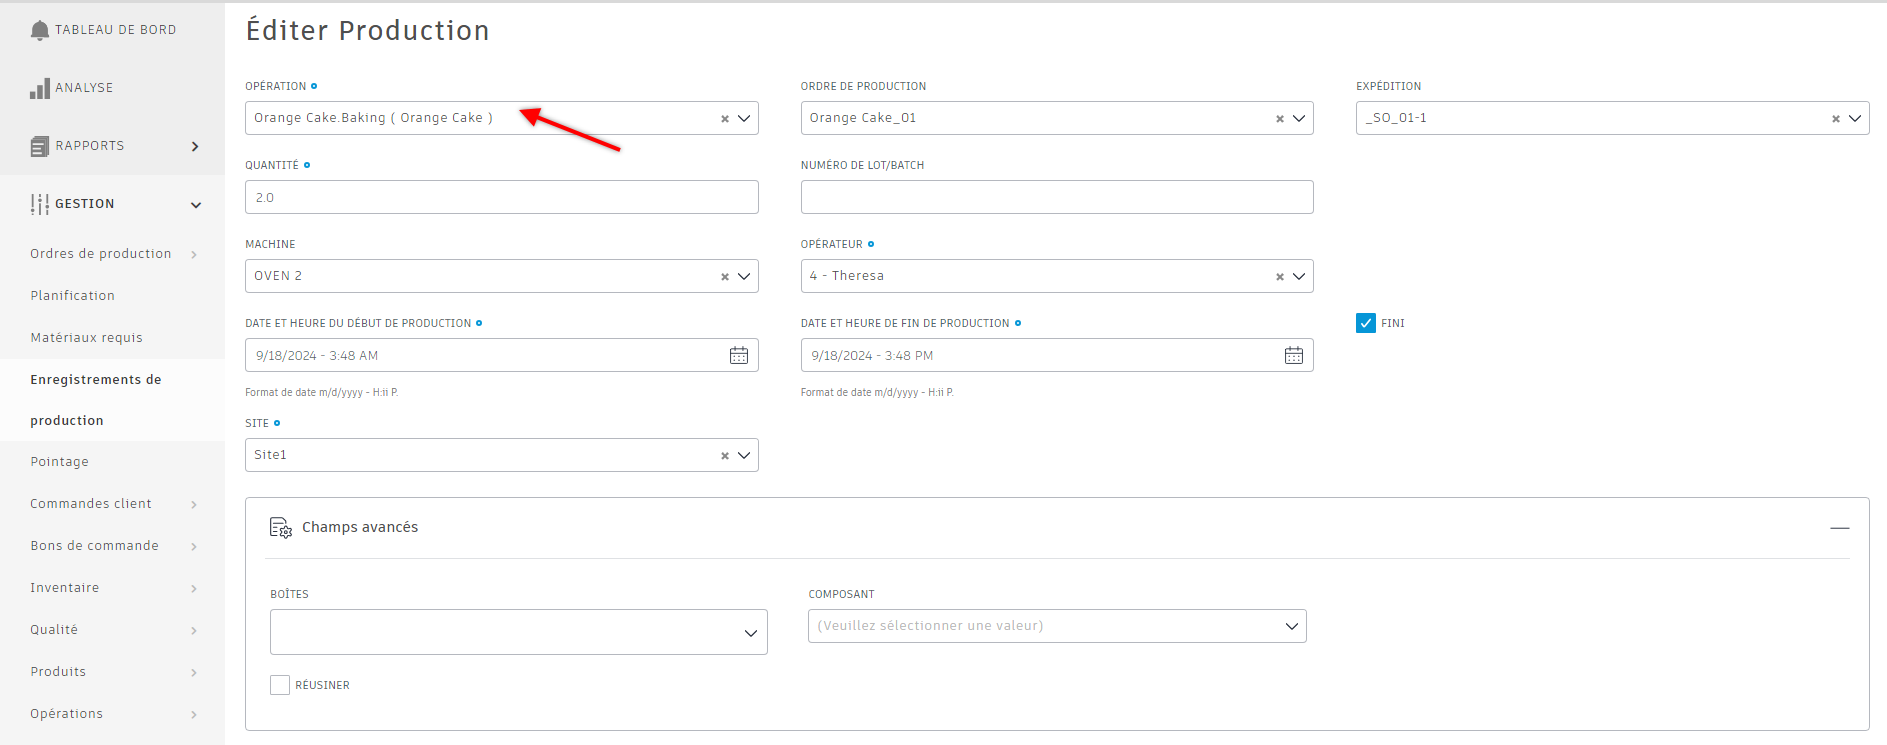 TABLEAU DE BORD
ANALYSE
RAPPORTS
GESTION
Ordres de production
Planification
Matériaux requis
Enregistrements de
production
Pointage
Commandes client
Bons de commande
Inventaire
Qualité
Produits
Opérations
Éditer Production
OPÉRATION
Orange Cake.Baking ( Orange Cake )
ORDRE DE PRODUCTION
Orange Cake_01
EXPÉDITION
_SO_01-1
QUANTITÉ
2.0
NUMÉRO DE LOT/BATCH
MACHINE
OVEN 2
OPÉRATEUR
4 - Theresa
DATE ET HEURE DU DÉBUT DE PRODUCTION
9/18/2024 - 3:48 AM
Format de date m/d/yyyy - H:ii P.
DATE ET HEURE DE FIN DE PRODUCTION
9/18/2024 - 3:48 PM
Format de date m/d/yyyy - H:ii P.
FINI
SITE
Site1
Champs avancés
BOÎTES
COMPOSANT
(Veuillez sélectionner une valeur)
RÉUSINER